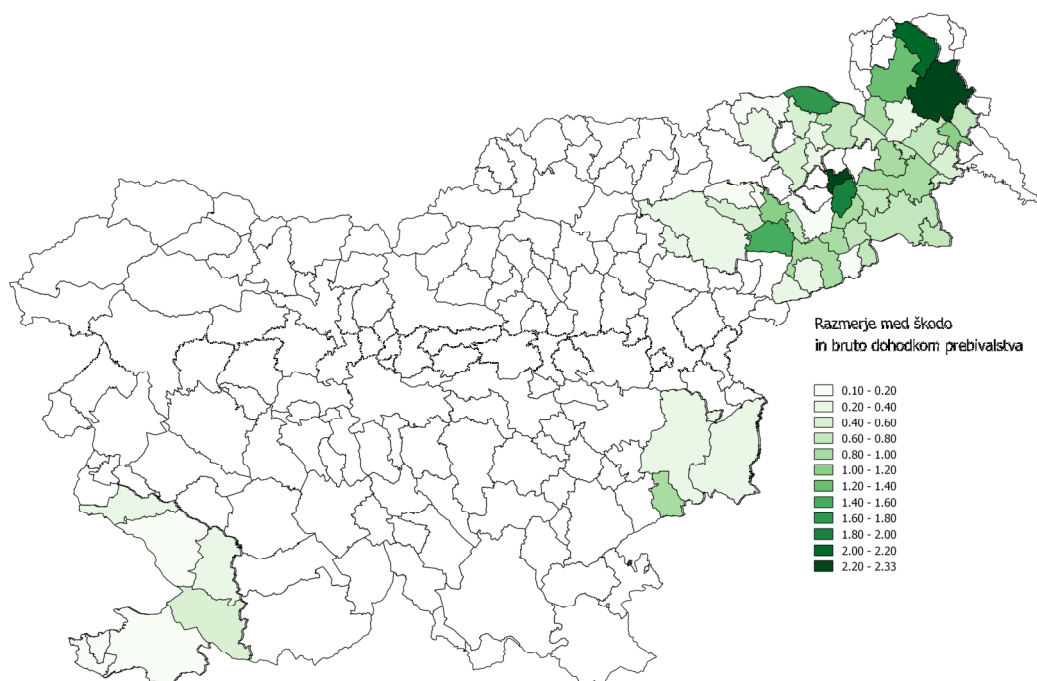 Razmerje med škodo
in bruto dohodkom prebivalstva
0.10 - 0.20
0.20 - 0.40
0.40 - 0.60
0.60 - 0.80
0.80 - 1.00
1.00 - 1.20
1.20 - 1.40
1.40 - 1.60
1.60 - 1.80
1.80 - 2.00
2.00 - 2.20
2.20 - 2.33